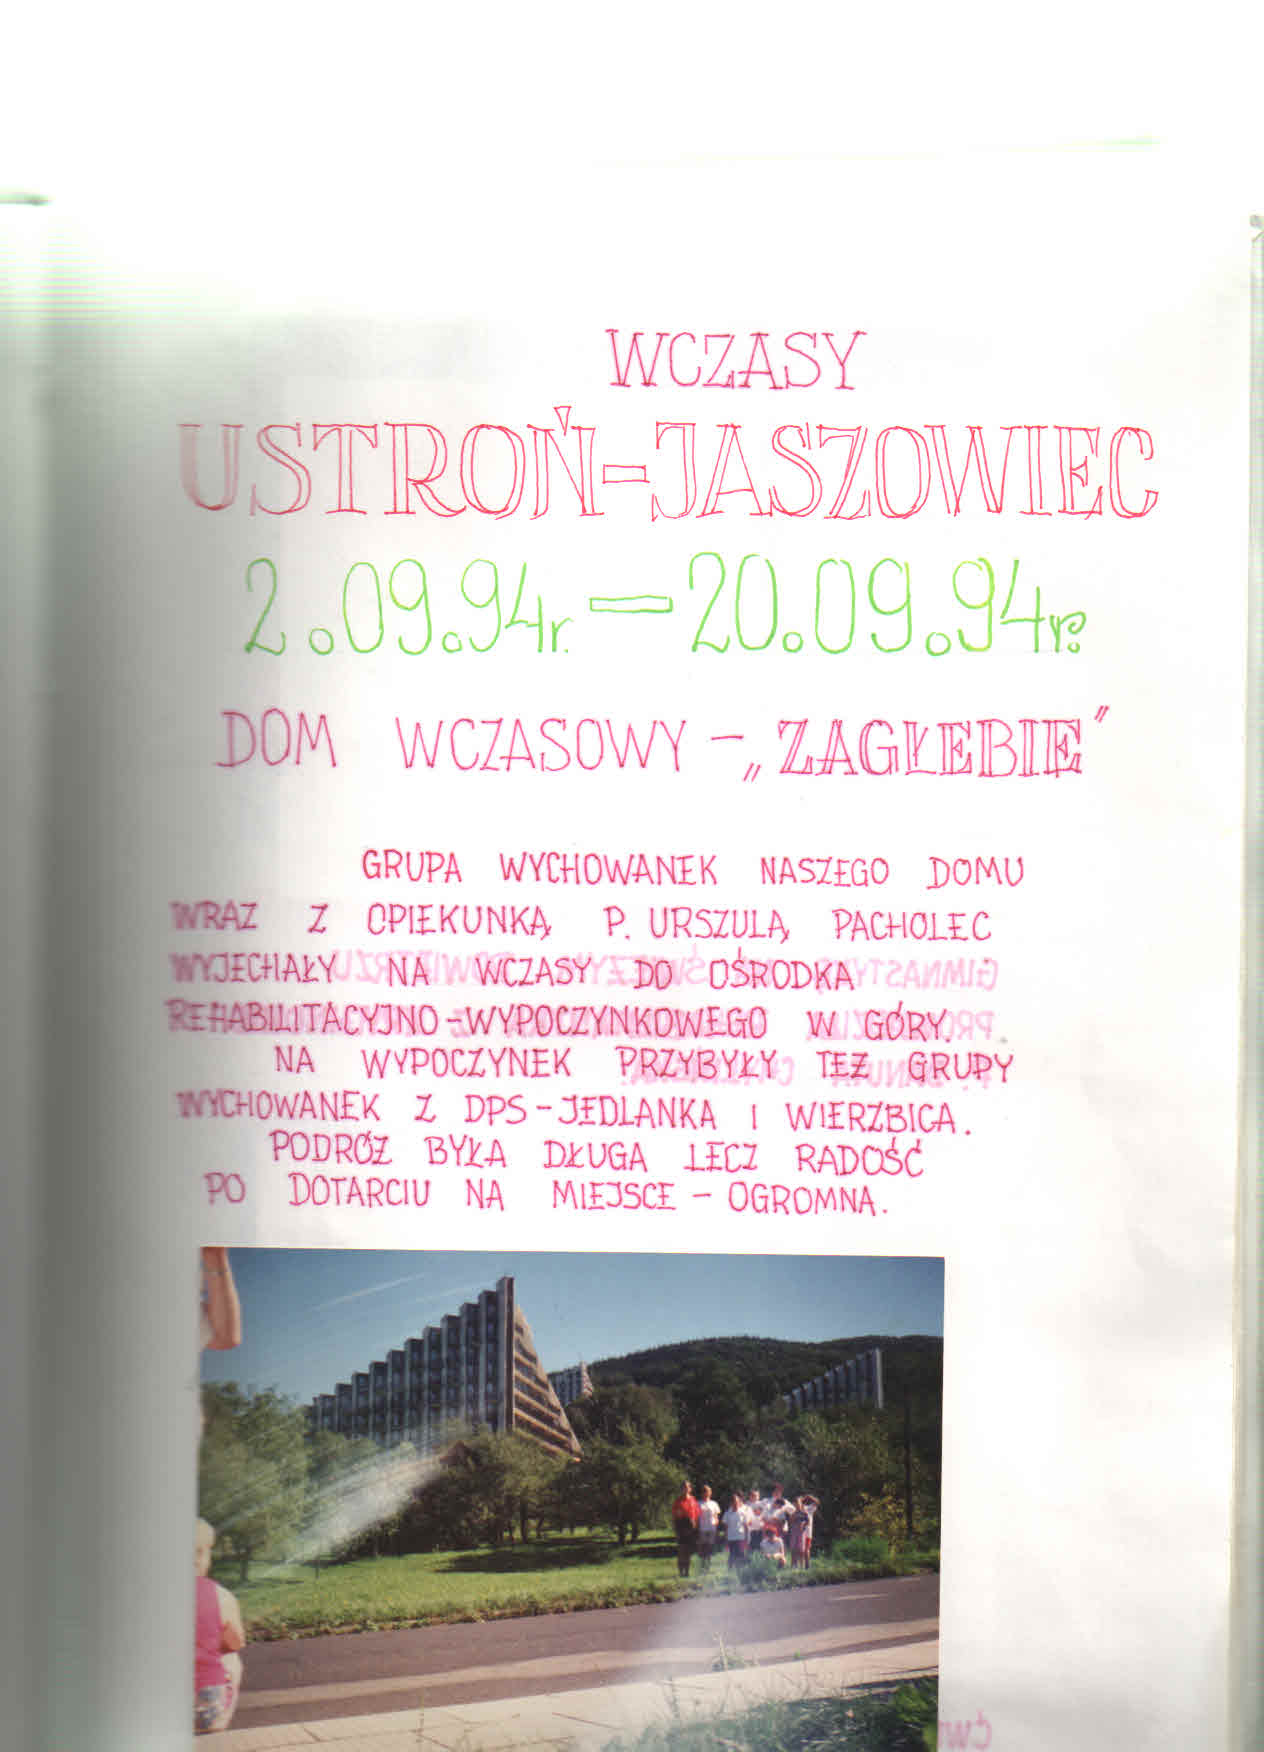 WCZASY
USTROŃ-JASZOWIEC
2.09.94r. — 20.09.94r.
DOM WCZASOWY - „ZAGŁEBIE"
GRUPA WYCHOWANEK NASZEGO DOMU
WRAZ Z OPIEKUNKĄ P. URSZULĄ PACHOLEC
WYJECHAŁY NA WCZASY DO OŚRODKA
REHABILITACYJNO-WYPOCZYNKOWEGO W GÓRY.
NA WYPOCZYNEK PRZYBYŁY TEŻ GRUPY
WYCHOWANEK Z DPS-JEDLANKA I WIERZBICA.
PODRÓŻ BYŁA DŁUGA LECZ RADOŚĆ
PO DOTARCIU NA MIEJSCE - OGROMNA.